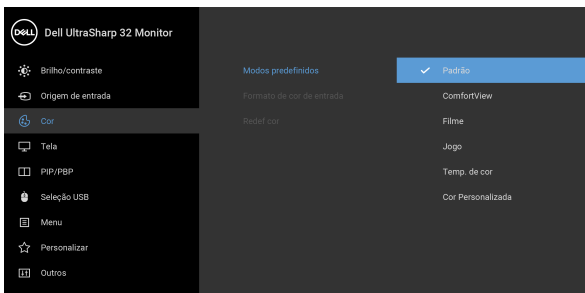 DELL Dell UltraSharp 32 Monitor
Brilho/contraste
Origem de entrada
Cor
Tela
PIP/PBP
Seleção USB
Menu
Personalizar
Outros
Modos predefinidos
Formato de cor de entrada
Redef cor
Padrão
ComfortView
Filme
Jogo
Temp. de cor
Cor Personalizada